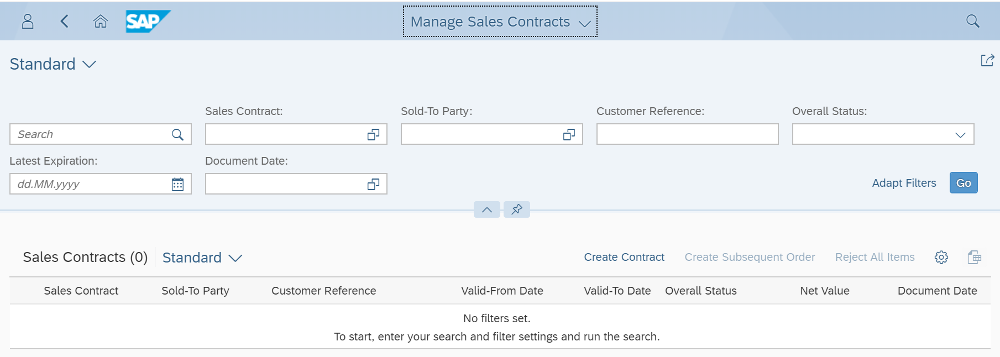 SAP
Manage Sales Contracts
Standard
Sales Contract: Sold-To Party: Customer Reference: Overall Status:
Search
Latest Expiration: Document Date:
dd.MM.yyyy
Adapt Filters Go
Sales Contracts (0) Standard Create Contract Create Subsequent Order Reject All Items
Sales Contract Sold-To Party Customer Reference Valid-From Date Valid-To Date Overall Status Net Value Document Date
No filters set.
To start, enter your search and filter settings and run the search.